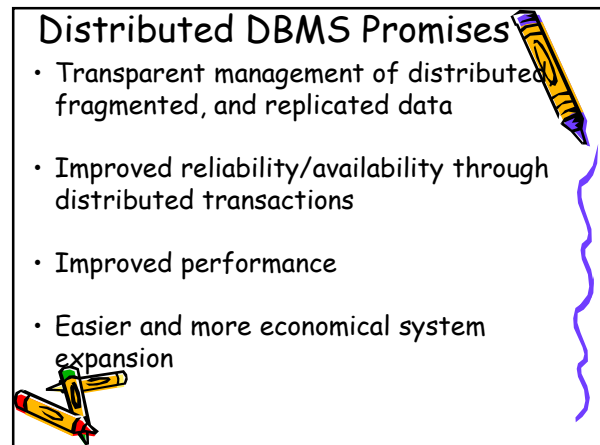 Distributed DBMS Promises
• Transparent management of distributed,
fragmented, and replicated data
• Improved reliability/availability through
distributed transactions
• Improved performance
• Easier and more economical system
expansion